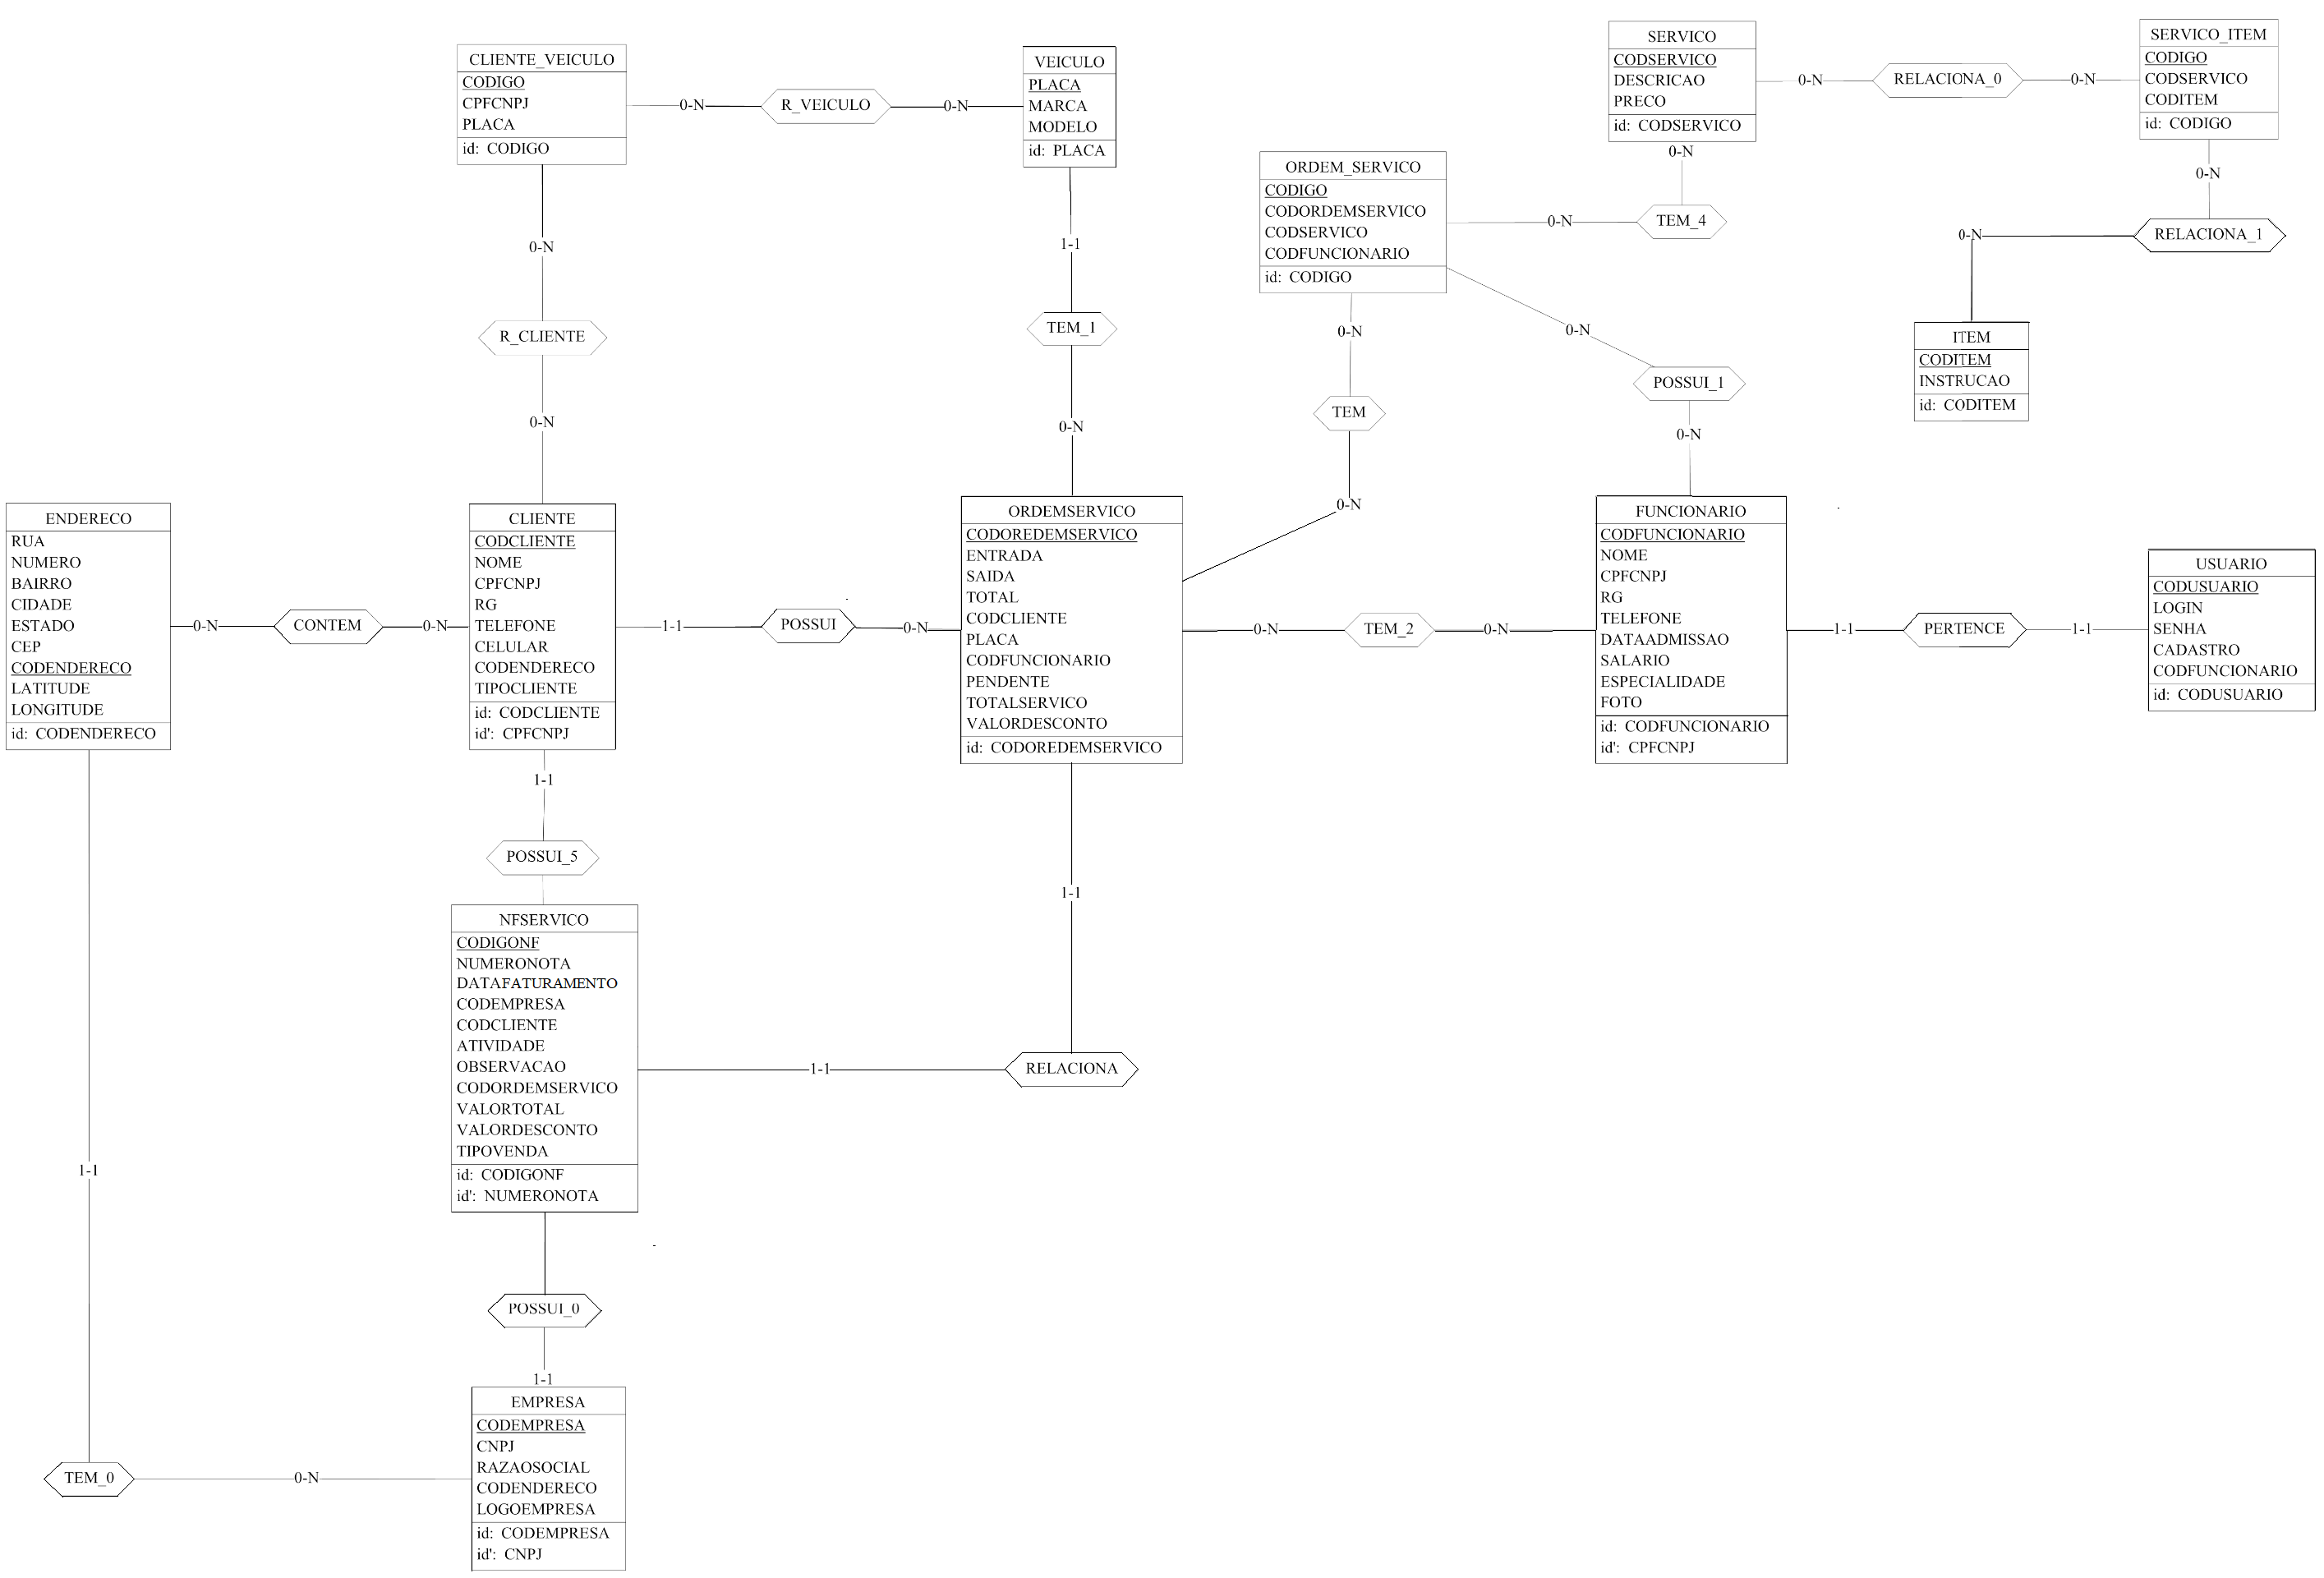 CLIENTE_VEICULO
CODIGO
CPFCNPJ
PLACA
id: CODIGO
0-N
R_VEICULO
0-N
VEICULO
PLACA
MARCA
MODELO
id: PLACA
SERVICO
CODSERVICO
DESCRICAO
PRECO
id: CODSERVICO
0-N
RELACIONA_0
0-N
SERVICO_ITEM
CODIGO
CODSERVICO
CODITEM
id: CODIGO
0-N
RELACIONA_1
0-N
ITEM
CODITEM
INSTRUCAO
id: CODITEM
0-N
TEM_4
0-N
ORDEM_SERVICO
CODIGO
CODORDEMSERVICO
CODSERVICO
CODFUNCIONARIO
id: CODIGO
0-N
TEM
0-N
0-N
POSSUI_1
0-N
1-1
TEM_1
0-N
0-N
R_CLIENTE
0-N
ENDERECO
RUA
NUMERO
BAIRRO
CIDADE
ESTADO
CEP
CODENDERECO
LATITUDE
LONGITUDE
id: CODENDERECO
0-N
CONTEM
0-N
CLIENTE
CODCLIENTE
NOME
CPFCNPJ
RG
TELEFONE
CELULAR
CODENDERECO
TIPOCLIENTE
id: CODCLIENTE
id': CPFCNPJ
1-1
POSSUI
0-N
ORDEMSERVICO
CODOREDEMSERVICO
ENTRADA
SAIDA
TOTAL
CODCLIENTE
PLACA
CODFUNCIONARIO
PENDENTE
TOTALSERVICO
VALORDESCONTO
id: CODOREDEMSERVICO
0-N
TEM_2
0-N
FUNCIONARIO
CODFUNCIONARIO
NOME
CPFCNPJ
RG
TELEFONE
DATAADMISSAO
SALARIO
ESPECIALIDADE
FOTO
id: CODFUNCIONARIO
id': CPFCNPJ
1-1
PERTENCE
1-1
USUARIO
CODUSUARIO
LOGIN
SENHA
CADASTRO
CODFUNCIONARIO
id: CODUSUARIO
1-1
POSSUI_5
NFSERVICO
CODIGONF
NUMERONOTA
DATAFATURAMENTO
CODEMPRESA
CODCLIENTE
ATIVIDADE
OBSERVACAO
CODORDEMSERVICO
VALORTOTAL
VALORDESCONTO
TIPOVENDA
id: CODIGONF
id': NUMERONOTA
1-1
RELACIONA
1-1
POSSUI_0
1-1
EMPRESA
CODEMPRESA
CNPJ
RAZAOSOCIAL
CODENDERECO
LOGOEMPRESA
id: CODEMPRESA
id': CNPJ
1-1
TEM_0
0-N